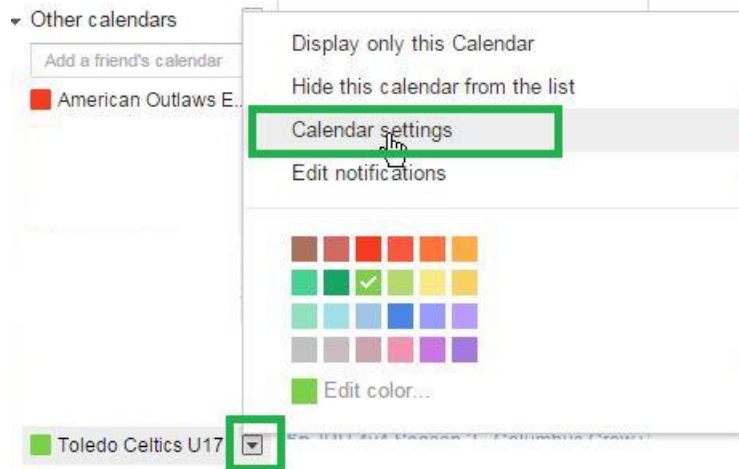 Other calendars
Add a friend's calendar
American Outlaws E..
Display only this Calendar
Hide this calendar from the list
Calendar settings
Edit notifications
Edit color...
Toledo Celtics U17